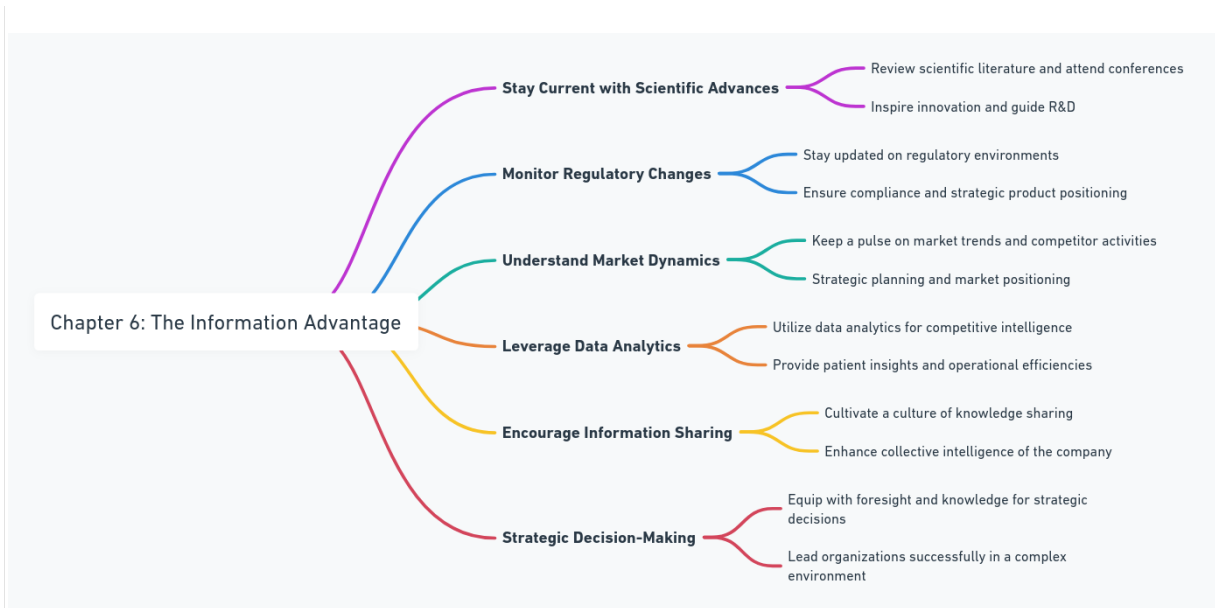 Chapter 6: The Information Advantage
Stay Current with Scientific Advances
Review scientific literature and attend conferences
Inspire innovation and guide R&D
Monitor Regulatory Changes
Stay updated on regulatory environments
Ensure compliance and strategic product positioning
Understand Market Dynamics
Keep a pulse on market trends and competitor activities
Strategic planning and market positioning
Leverage Data Analytics
Utilize data analytics for competitive intelligence
Provide patient insights and operational efficiencies
Encourage Information Sharing
Cultivate a culture of knowledge sharing
Enhance collective intelligence of the company
Strategic Decision-Making
Equip with foresight and knowledge for strategic
decisions
Lead organizations successfully in a complex
environment